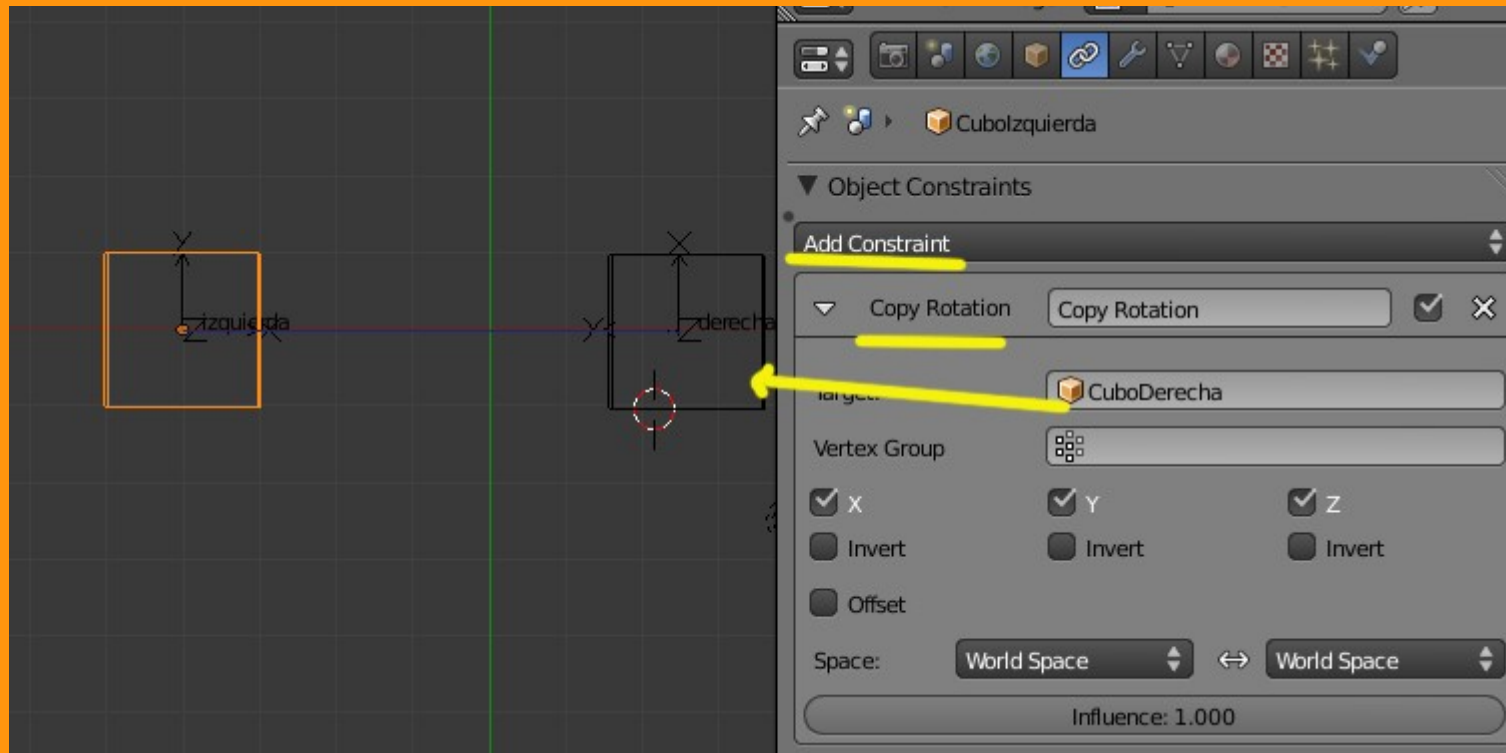 CuboIzquierda
Object Constraints
Add Constraint
Copy Rotation Copy Rotation
Y X
izquierda X Y derecha
Z Z
Target: CuboDerecha
Vertex Group
X Y Z
Invert Invert Invert
Offset
Space: World Space World Space
Influence: 1.000